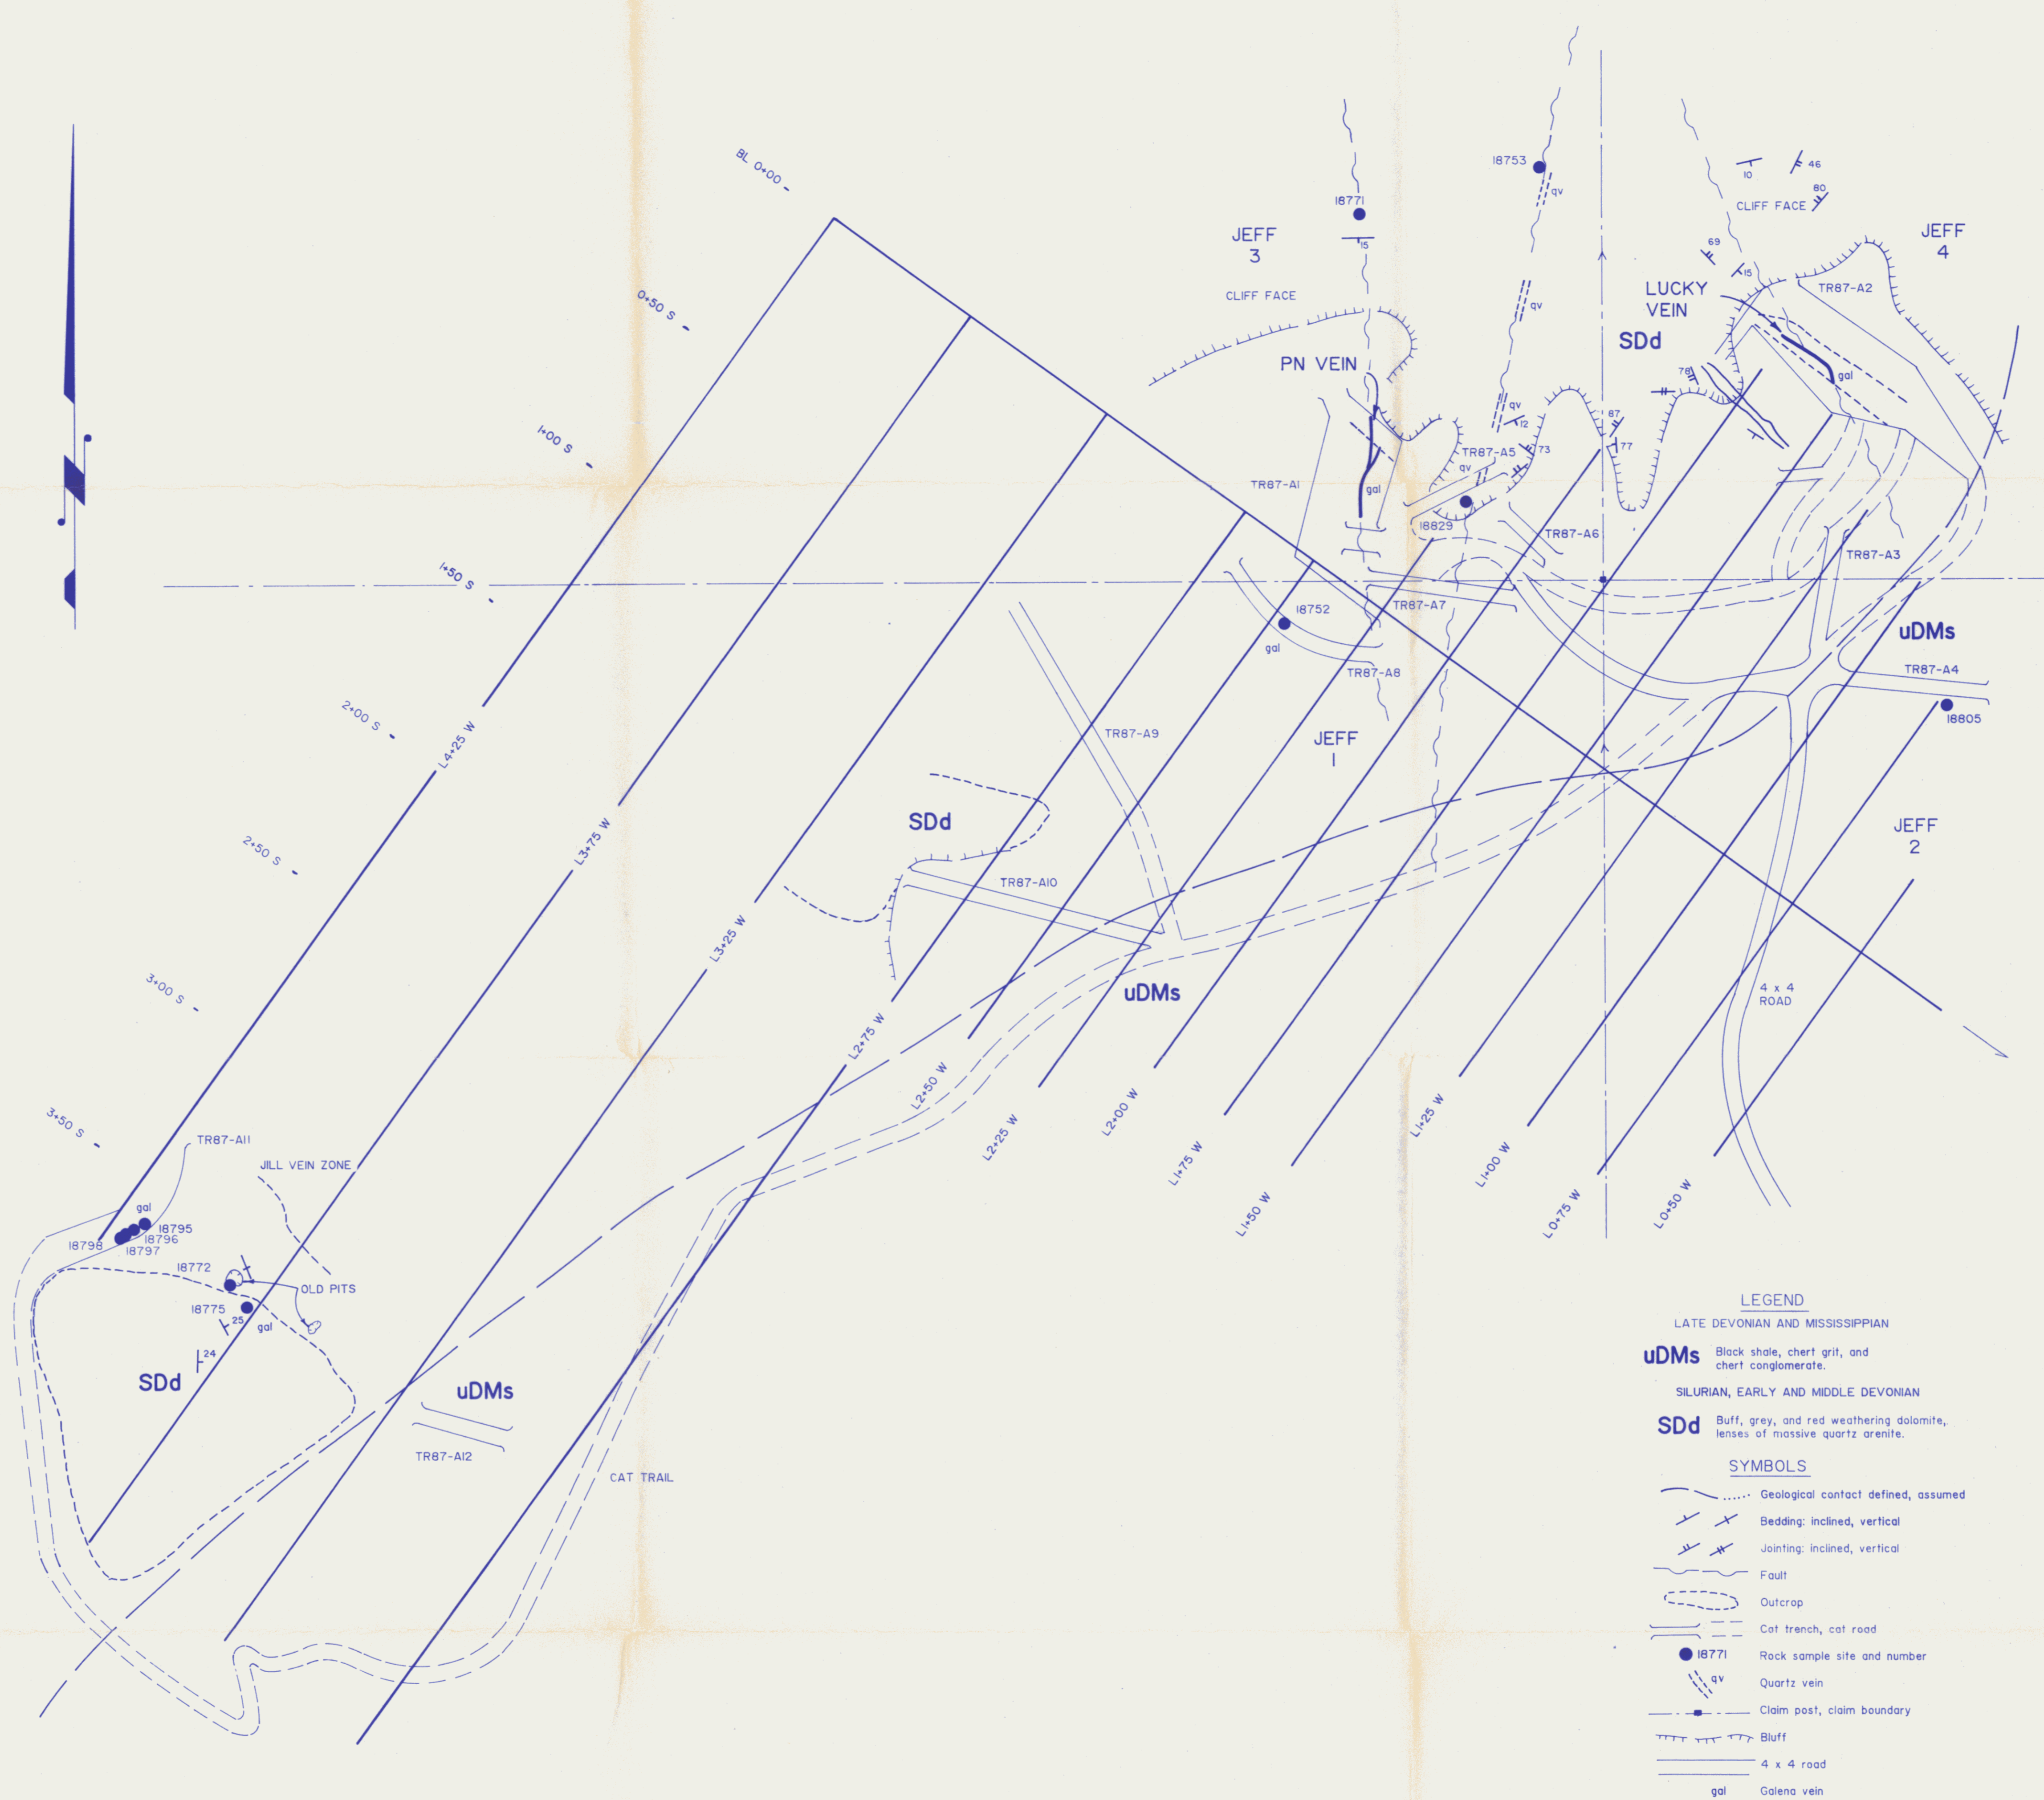 BL 0+00
0+50 S
1+00 S
1+50 S
2+00 S
2+50 S
3+00 S
3+50 S
18753
qv
10
46
80
CLIFF FACE
18771
15
JEFF
3
CLIFF FACE
JEFF
4
69
15
TR87-A2
LUCKY
VEIN
SDd
qv
PN VEIN
gal
78
qv
12
87
77
73
TR87-A5
qv
TR87-A1
gal
18829
TR87-A6
TR87-A3
18752
gal
TR87-A7
TR87-A8
uDMs
TR87-A4
18805
TR87-A9
JEFF
1
SDd
TR87-A10
JEFF
2
4 x 4
ROAD
uDMs
L4+25 W
L3+75 W
L3+25 W
L2+75 W
L2+50 W
L2+25 W
L2+00 W
L1+75 W
L1+50 W
L1+25 W
L1+00 W
L0+75 W
L0+50 W
TR87-A11
JILL VEIN ZONE
gal
18795
18796
18797
18798
18772
OLD PITS
18775
25
gal
24
SDd
uDMs
TR87-A12
CAT TRAIL
LEGEND
LATE DEVONIAN AND MISSISSIPPIAN
uDMs Black shale, chert grit, and
chert conglomerate.
SILURIAN, EARLY AND MIDDLE DEVONIAN
SDd Buff, grey, and red weathering dolomite,
lenses of massive quartz arenite.
SYMBOLS
Geological contact defined, assumed
Bedding: inclined, vertical
Jointing: inclined, vertical
Fault
Outcrop
Cat trench, cat road
18771 Rock sample site and number
qv Quartz vein
Claim post, claim boundary
Bluff
4 x 4 road
gal Galena vein